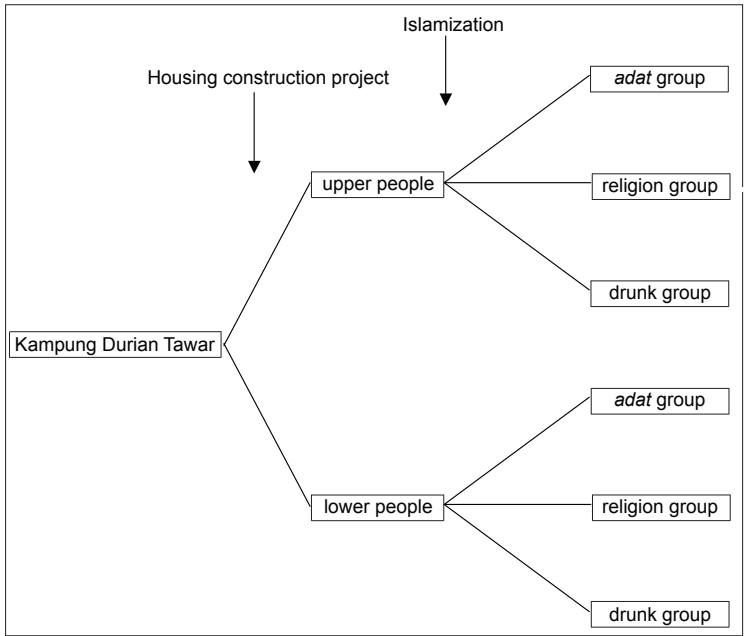 Islamization
Housing construction project
adat group
upper people
religion group
drunk group
Kampung Durian Tawar
adat group
lower people
religion group
drunk group